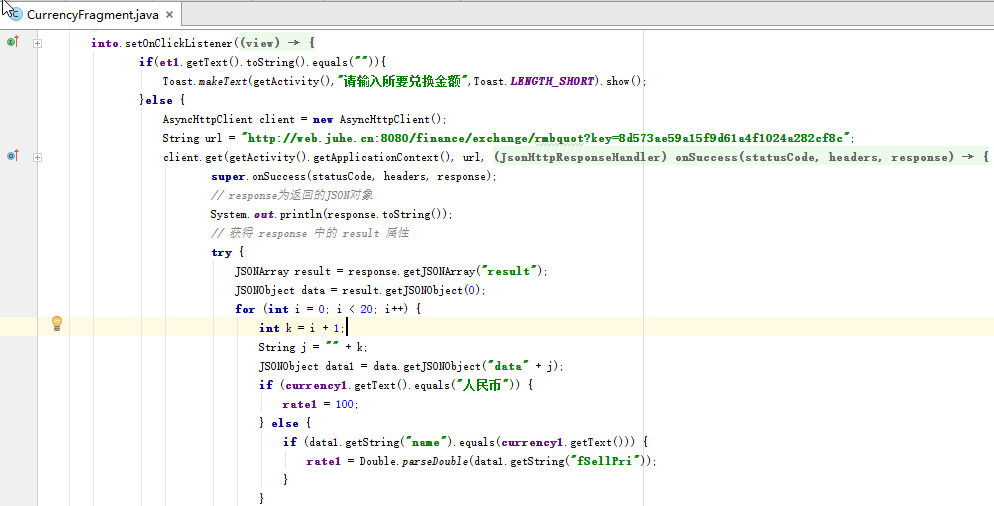 CurrencyFragment.java
into.setOnClickListener((view) → {
if(et1.getText().toString().equals("")){
Toast.makeText(getActivity(),"请输入所要兑换金额",Toast.LENGTH_SHORT).show();
}else {
AsyncHttpClient client = new AsyncHttpClient();
String url = "http://web.juhe.cn:8080/finance/exchange/rmbquot?key=8d573ae59a15f9d61a4f1024a282cf8c";
client.get(getActivity().getApplicationContext(), url, (JsonHttpResponseHandler) onSuccess(statusCode, headers, response) → {
super.onSuccess(statusCode, headers, response);
// response为返回的JSON对象
System.out.println(response.toString());
// 获得 response 中的 result 属性
try {
JSONArray result = response.getJSONArray("result");
JSONObject data = result.getJSONObject(0);
for (int i = 0; i < 20; i++) {
int k = i + 1;
String j = "" + k;
JSONObject data1 = data.getJSONObject("data" + j);
if (currency1.getText().equals("人民币")) {
rate1 = 100;
} else {
if (data1.getString("name").equals(currency1.getText())) {
rate1 = Double.parseDouble(data1.getString("fSellPri"));
}
}